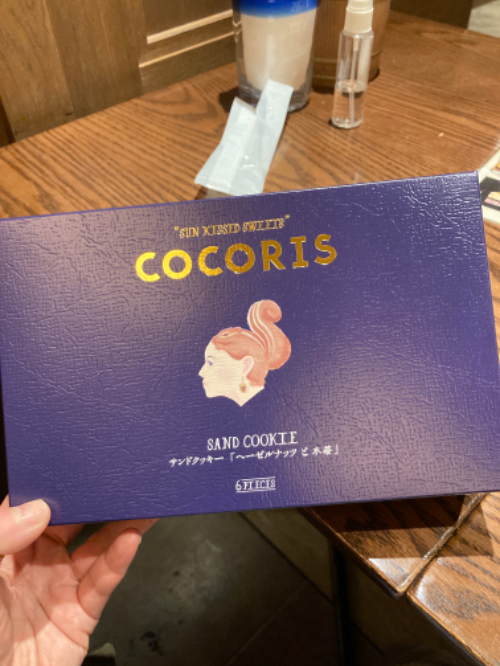 "SUN KISSED SWEETS"
COCORIS
SAND COOKIE
サンドクッキー「ヘーゼルナッツと木苺」
6 PIECES